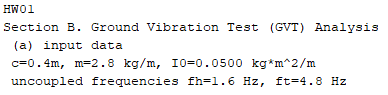 HW01
Section B. Ground Vibration Test (GVT) Analysis
(a) input data
c=0.4m, m=2.8 kg/m, I0=0.0500 kg*m^2/m
uncoupled frequencies fh=1.6 Hz, ft=4.8 Hz